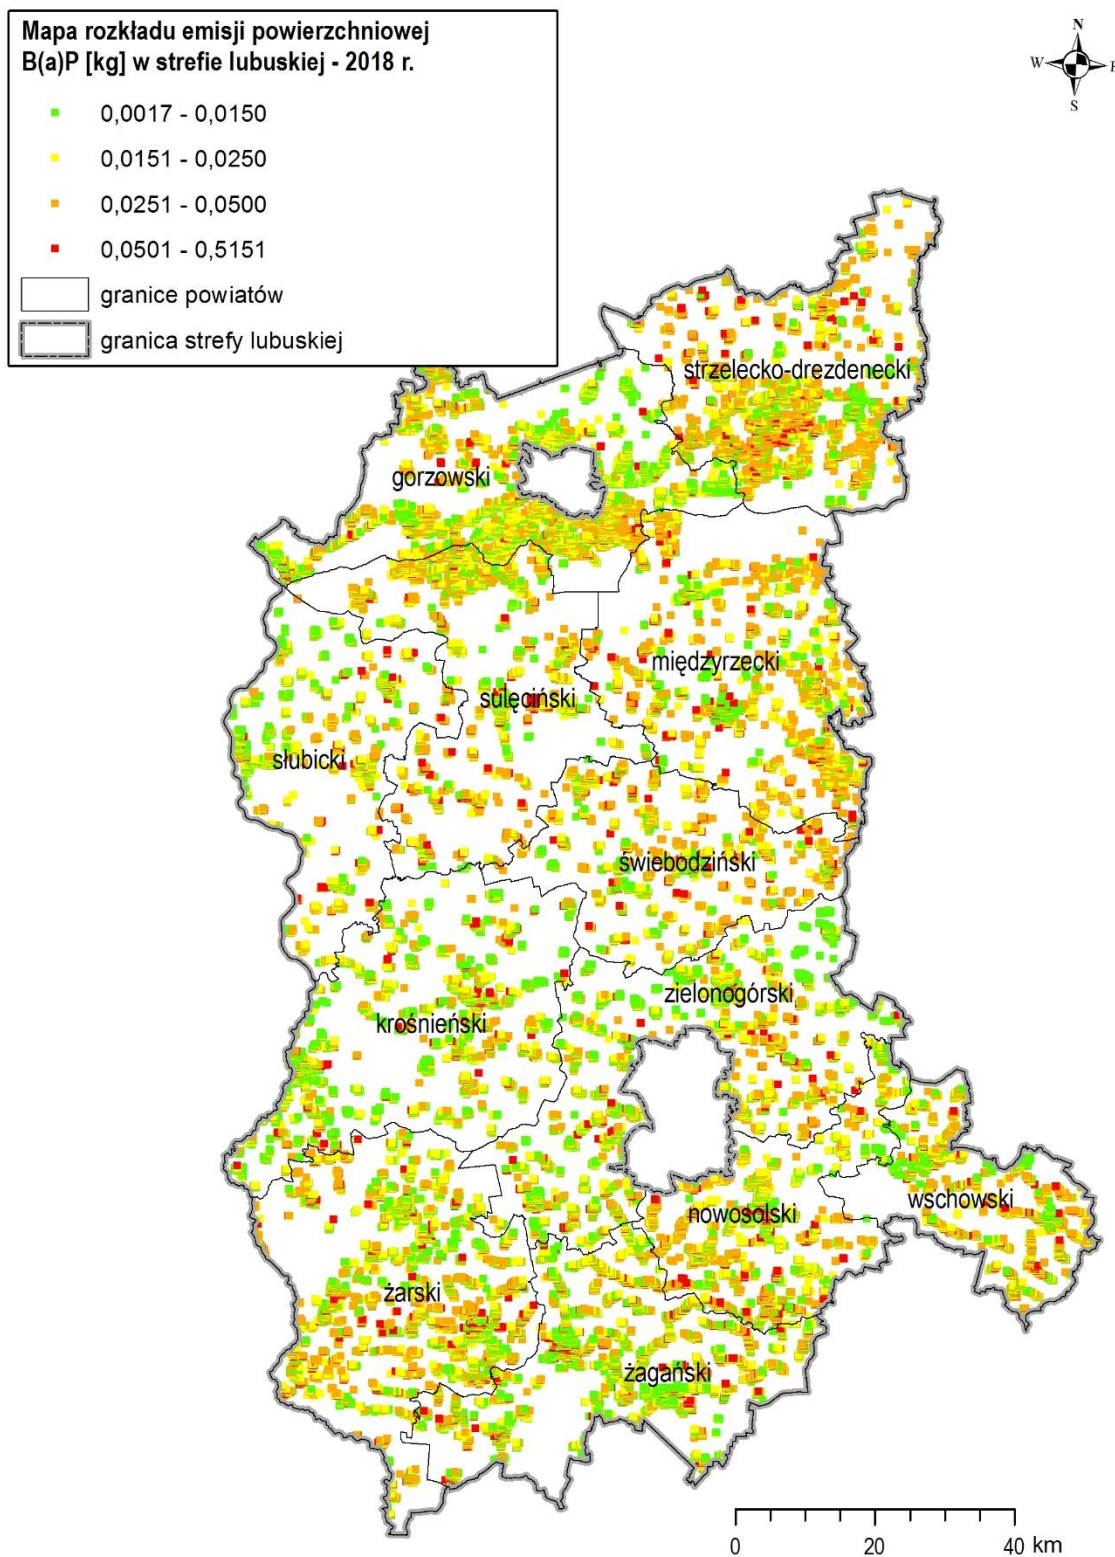 Mapa rozkładu emisji powierzchniowej
B(a)P [kg] w strefie lubuskiej - 2018 r.
0,0017 - 0,0150
0,0151 - 0,0250
0,0251 - 0,0500
0,0501 - 0,5151
granice powiatów
granica strefy lubuskiej
N
W
E
S
strzelecko-drezdenecki
gorzowski
międzyrzecki
sulęciński
słubicki
świebodziński
zielonogórski
krośnieński
wschowski
nowosolski
żarski
żagański
0 20 40 km